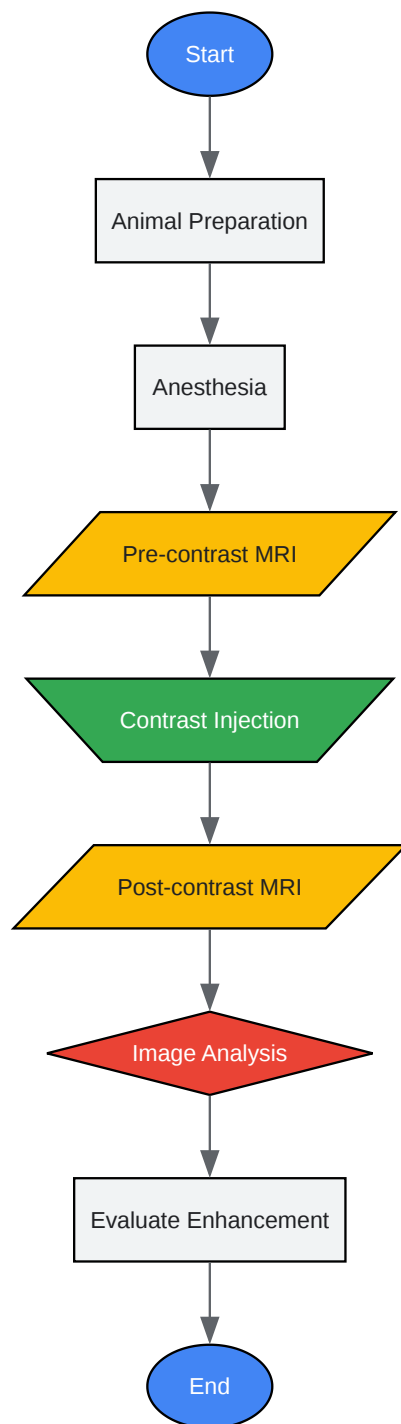 Start
Animal Preparation
Anesthesia
Pre-contrast MRI
Contrast Injection
Post-contrast MRI
Image Analysis
Evaluate Enhancement
End